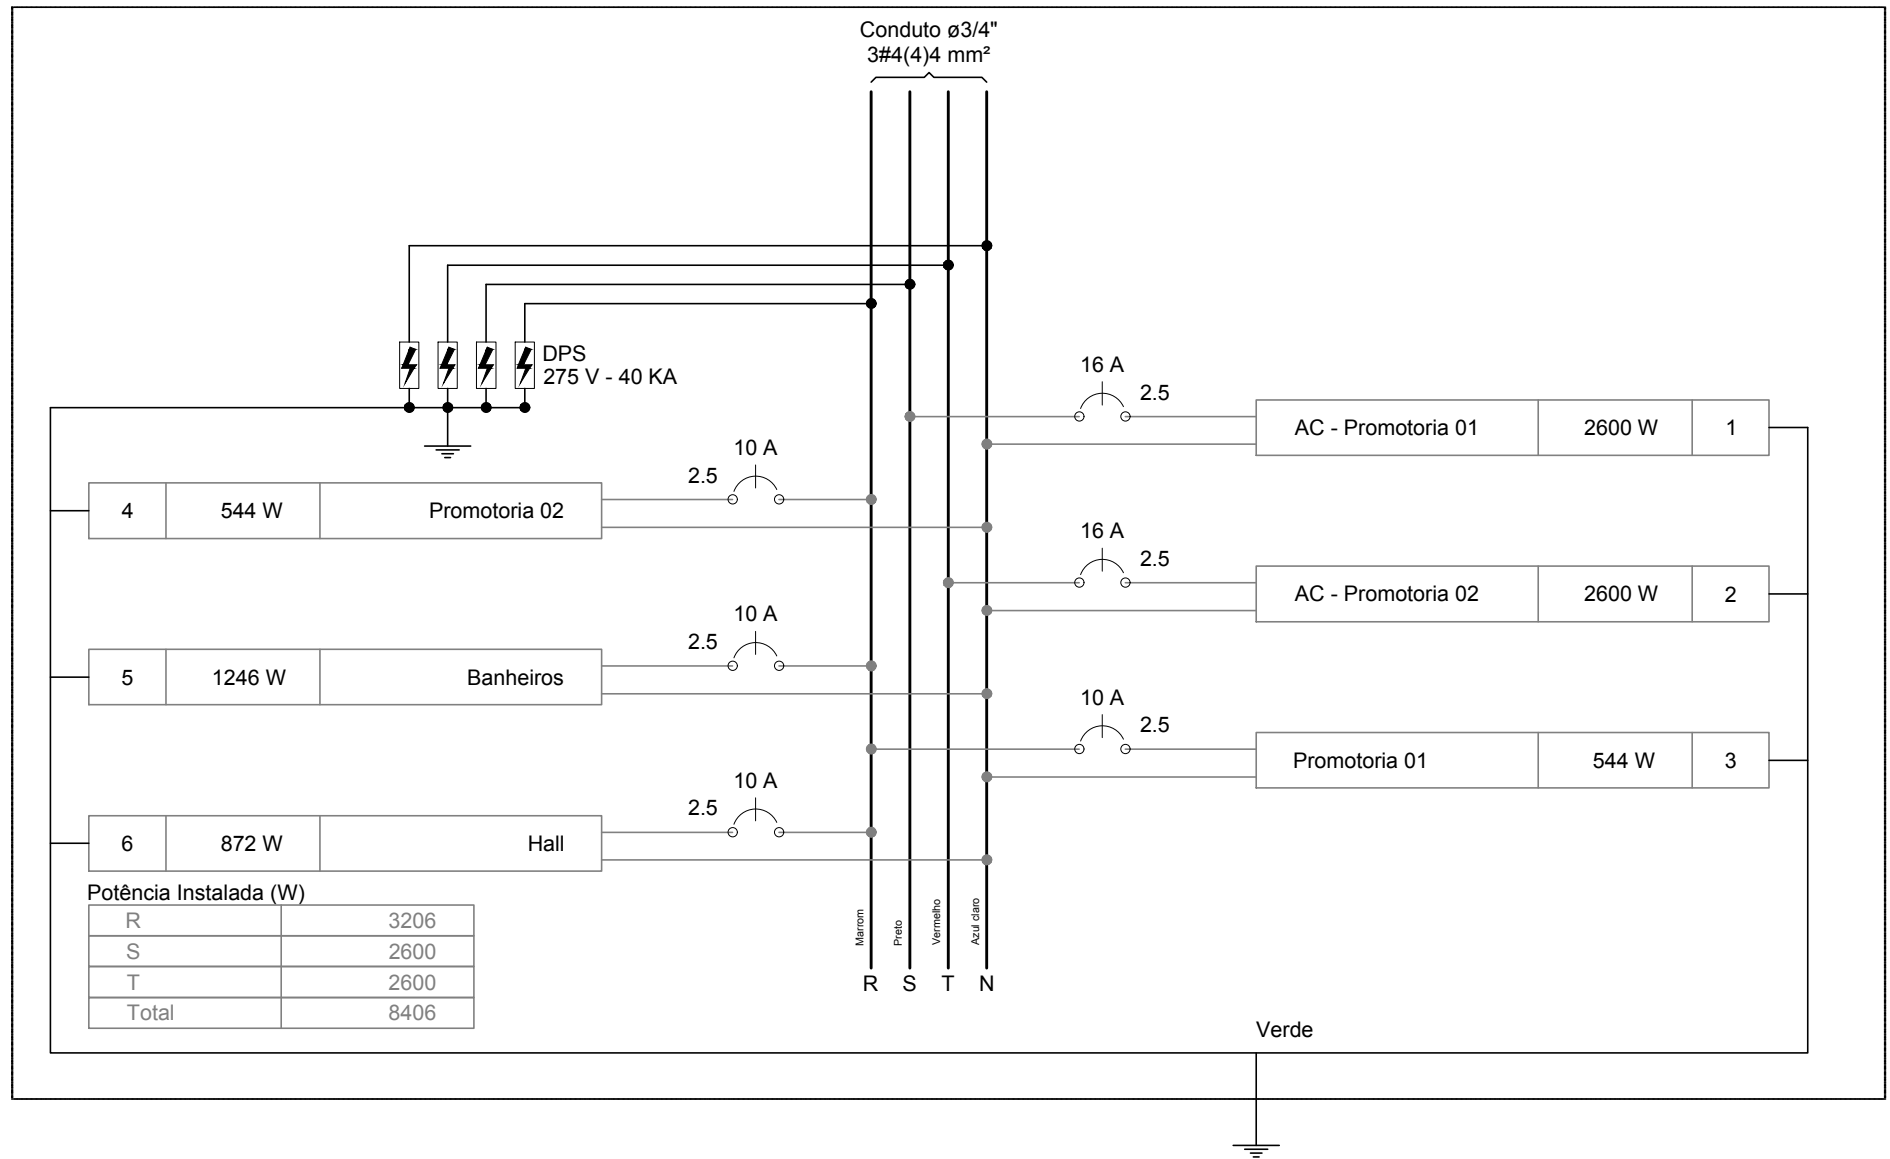 Conduto ø3/4"
3#4(4)4 mm²
DPS
275 V - 40 KA
16 A
2.5
AC - Promotoria 01 2600 W 1
10 A
2.5
4 544 W Promotoria 02
16 A
2.5
AC - Promotoria 02 2600 W 2
10 A
2.5
5 1246 W Banheiros
10 A
2.5
Promotoria 01 544 W 3
10 A
2.5
6 872 W Hall
Potência Instalada (W)
R 3206
S 2600
T 2600
Total 8406
Marrom
Preto
Vermelho
Azul claro
R S T N
Verde